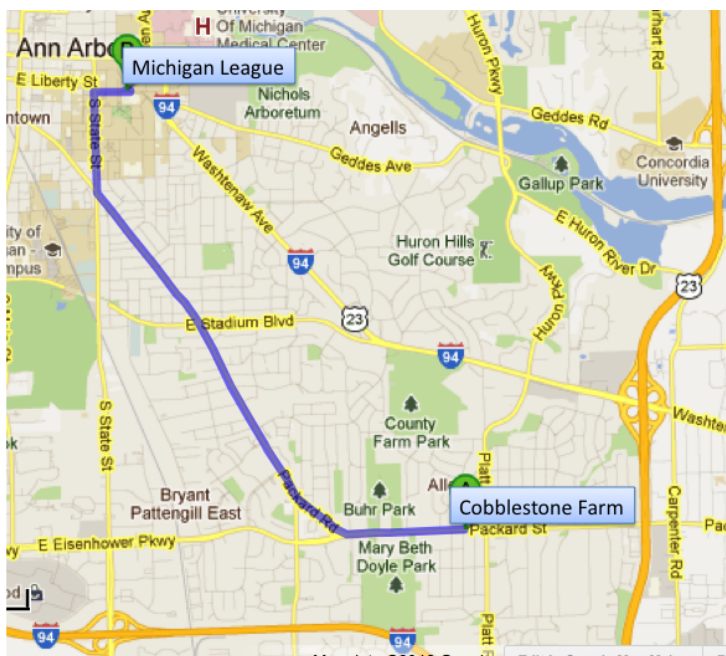 University
Of Michigan
Medical Center
H
Ann Arbor
Michigan League
E Liberty St
S State St
94
Nichols
Arboretum
Angells
Huron Pkwy
Geddes Rd
Geddes Ave
Concordia
University
Gallup Park
Washtenaw Ave
E Huron River Dr
Huron Hills
Golf Course
94
23
23
Huron Pkwy
E Stadium Blvd
94
S State St
County
Farm Park
Platt
Bryant
Pattengill East
Packard Rd
Buhr Park
Cobblestone Farm
Packard St
E Eisenhower Pkwy
Mary Beth
Doyle Park
Carpenter Rd
Platt Rd
94
94